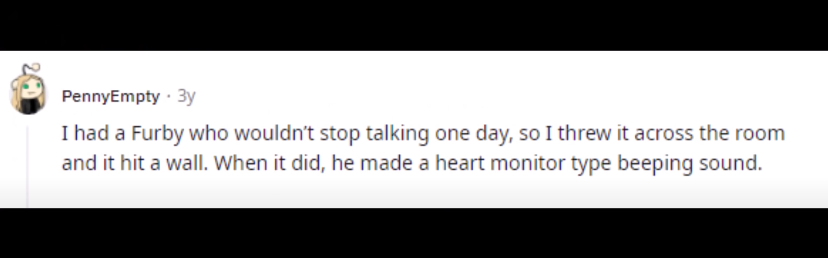 PennyEmpty · 3y
I had a Furby who wouldn't stop talking one day, so I threw it across the room
and it hit a wall. When it did, he made a heart monitor type beeping sound.